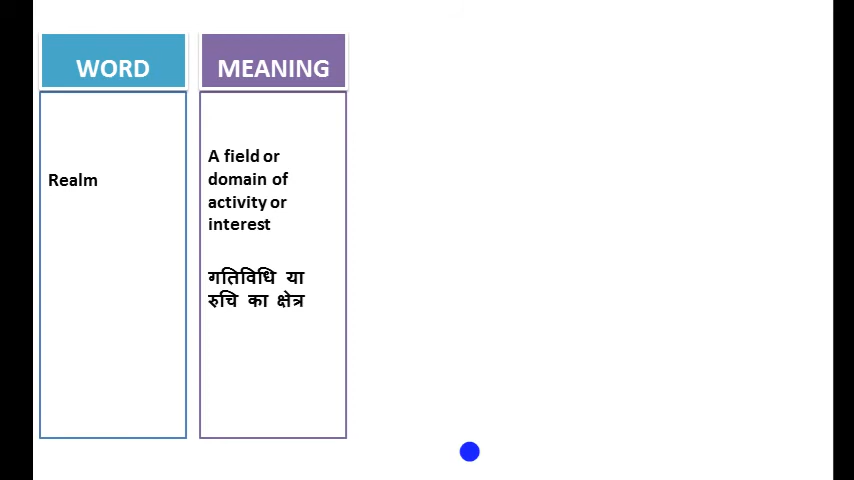 WORD
MEANING
Realm
A field or
domain of
activity or
interest
गतिविधि या
रुचि का क्षेत्र